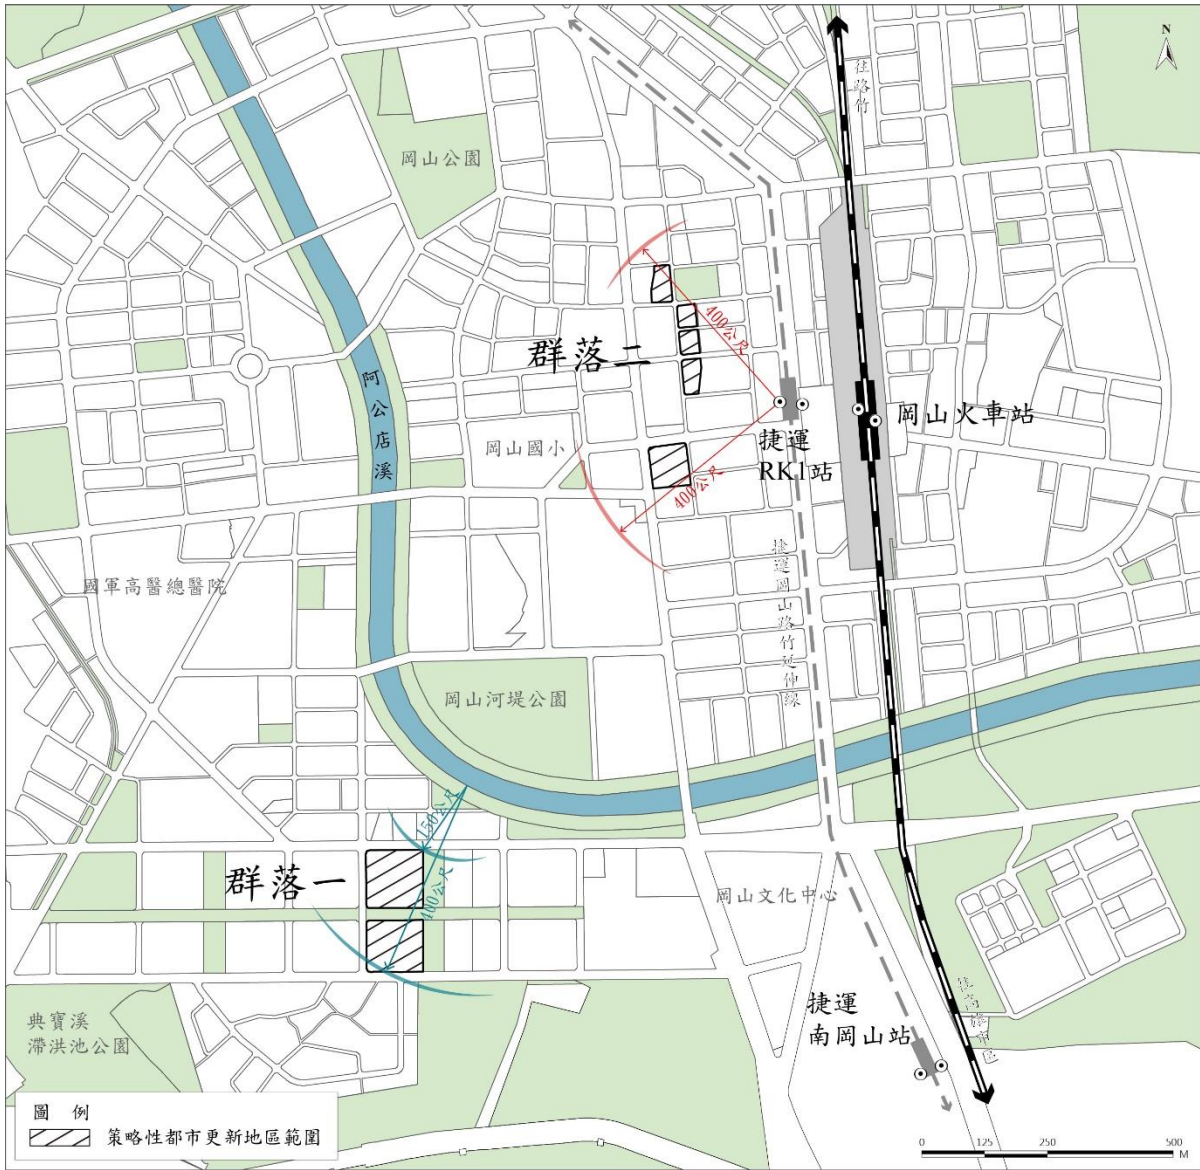 N
往路竹
岡山公園
400公尺
群落二
阿公店溪
岡山火車站
捷運
RK1站
岡山國小
400公尺
捷運岡山路竹延伸線
國軍高醫總醫院
岡山河堤公園
150公尺
群落一
400公尺
岡山文化中心
往高雄市區
捷運
南岡山站
典寶溪
滯洪池公園
圖 例
策略性都市更新地區範圍
0 125 250 500
M